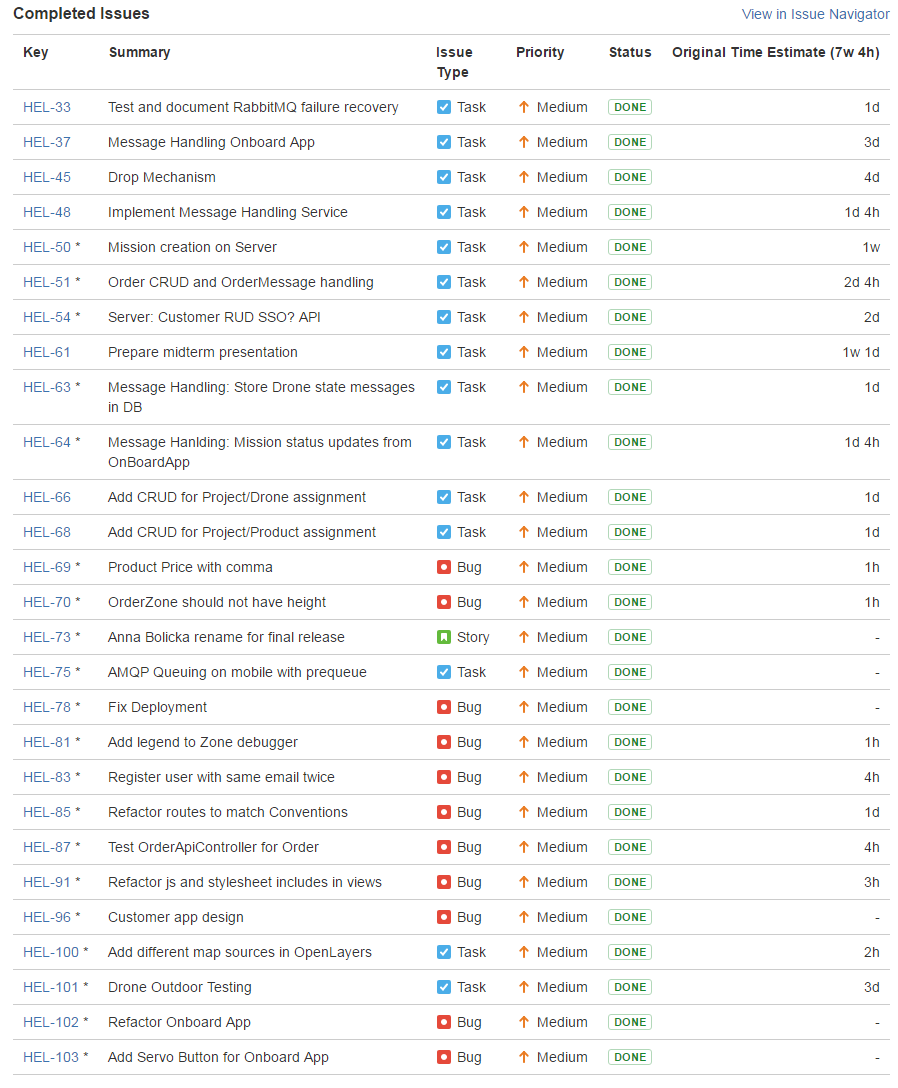 Completed Issues View in Issue Navigator
Key Summary Issue Type Priority Status Original Time Estimate (7w 4h)
HEL-33 Test and document RabbitMQ failure recovery Task Medium DONE 1d
HEL-37 Message Handling Onboard App Task Medium DONE 3d
HEL-45 Drop Mechanism Task Medium DONE 4d
HEL-48 Implement Message Handling Service Task Medium DONE 1d 4h
HEL-50 * Mission creation on Server Task Medium DONE 1w
HEL-51 * Order CRUD and OrderMessage handling Task Medium DONE 2d 4h
HEL-54 * Server: Customer RUD SSO? API Task Medium DONE 2d
HEL-61 Prepare midterm presentation Task Medium DONE 1w 1d
HEL-63 * Message Handling: Store Drone state messages Task Medium DONE 1d
in DB
HEL-64 * Message Hanlding: Mission status updates from Task Medium DONE 1d 4h
OnBoardApp
HEL-66 Add CRUD for Project/Drone assignment Task Medium DONE 1d
HEL-68 Add CRUD for Project/Product assignment Task Medium DONE 1d
HEL-69 * Product Price with comma Bug Medium DONE 1h
HEL-70 * OrderZone should not have height Bug Medium DONE 1h
HEL-73 * Anna Bolicka rename for final release Story Medium DONE -
HEL-75 * AMQP Queuing on mobile with prequeue Task Medium DONE -
HEL-78 * Fix Deployment Bug Medium DONE -
HEL-81 * Add legend to Zone debugger Bug Medium DONE 1h
HEL-83 * Register user with same email twice Bug Medium DONE 4h
HEL-85 * Refactor routes to match Conventions Bug Medium DONE 1d
HEL-87 * Test OrderApiController for Order Bug Medium DONE 4h
HEL-91 * Refactor js and stylesheet includes in views Bug Medium DONE 3h
HEL-96 * Customer app design Bug Medium DONE -
HEL-100 * Add different map sources in OpenLayers Task Medium DONE 2h
HEL-101 * Drone Outdoor Testing Task Medium DONE 3d
HEL-102 * Refactor Onboard App Bug Medium DONE -
HEL-103 * Add Servo Button for Onboard App Bug Medium DONE -